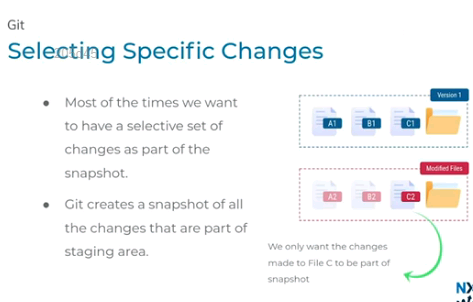 Git
Selecting Specific Changes
● Most of the times we want
to have a selective set of
changes as part of the
snapshot.
● Git creates a snapshot of all
the changes that are part of
staging area.
Version 1
A1 B1 C1
Modified Files
A2 B2 C2
We only want the changes
made to File C to be part of
snapshot